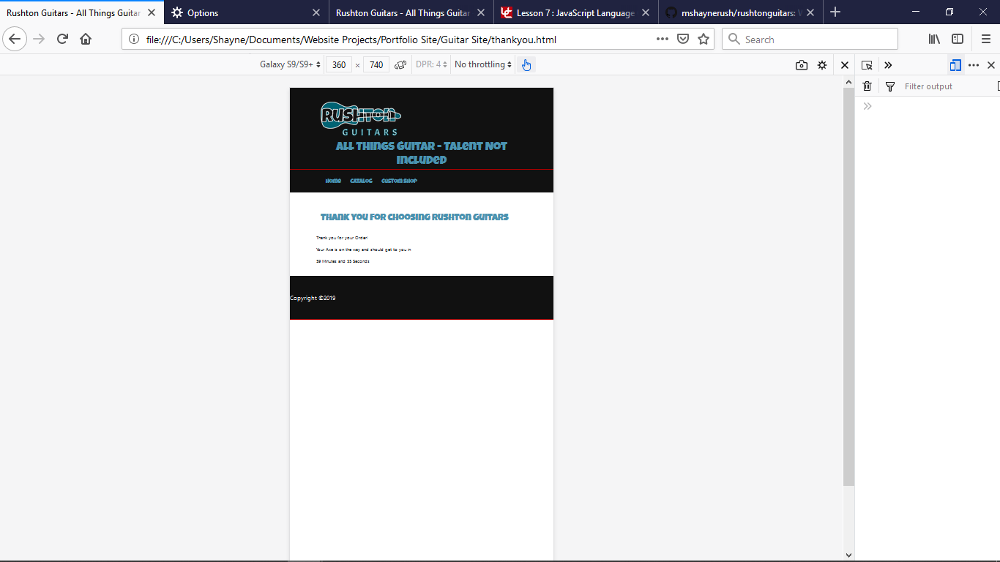 Rushton Guitars - All Things Guitar
Options
Rushton Guitars - All Things Guitar
Lesson 7 : JavaScript Language
mshaynerush/rushtonguitars: W
file:///C:/Users/Shayne/Documents/Website Projects/Portfolio Site/Guitar Site/thankyou.html
Search
Galaxy S9/S9+ 360 × 740 DPR: 4 No throttling
Filter output
RUSHTON
GUITARS
All Things Guitar - Talent Not
Included
Home Catalog Custom Shop
Thank You For Choosing Rushton Guitars
Thank you for your Order!
Your Axe is on the way and should get to you in
59 Minutes and 55 Seconds
Copyright ©2019